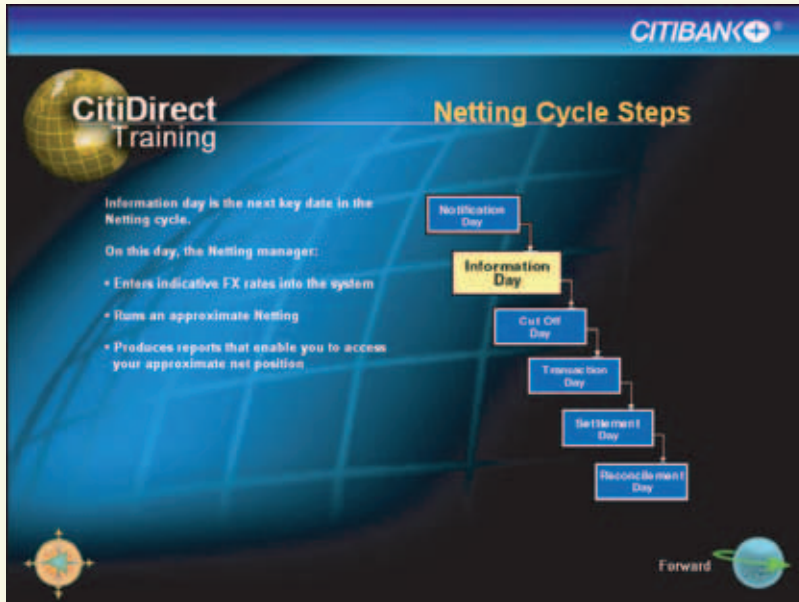 CITIBANK
CitiDirect
Training
Netting Cycle Steps
Information day is the next key date in the
Netting cycle.
On this day, the Netting manager:
• Enters indicative FX rates into the system
• Runs an approximate Netting
• Produces reports that enable you to access
your approximate net position
Notification
Day
Information
Day
Cut Off
Day
Transaction
Day
Settlement
Day
Reconcilement
Day
Forward